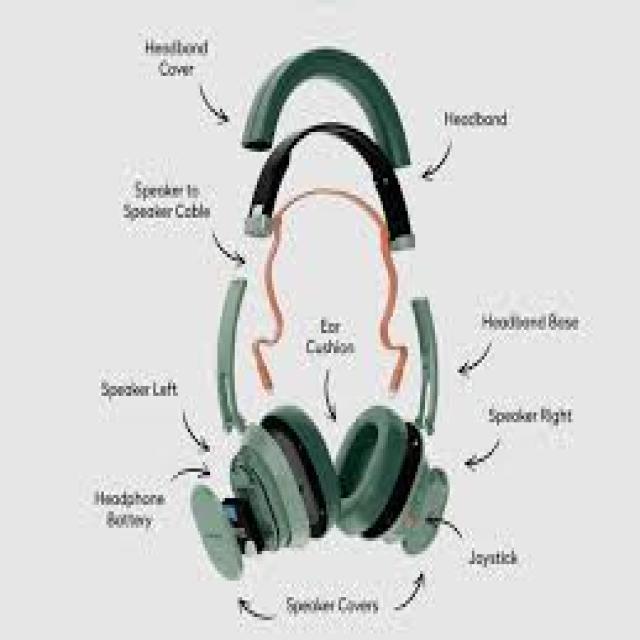 Headband
Cover
Headband
Speaker to
Speaker Cable
Ear
Cushion
Headband Base
Speaker Left
Speaker Right
Headphone
Battery
Joystick
Speaker Covers